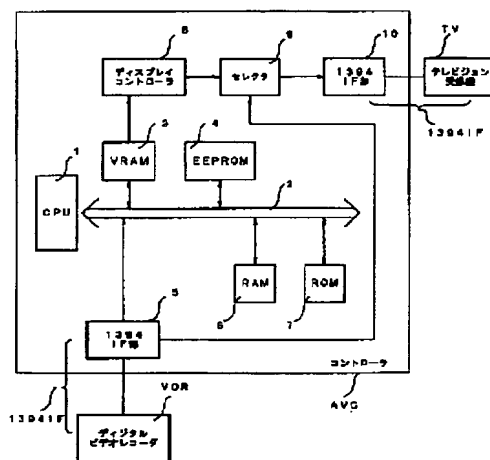 8
9
10
TV
ディスプレイ
コントローラ
セレクタ
1394
IF部
テレビジョン
受像機
1394IF
3
4
1
VRAM
EEPROM
CPU
2
5
RAM
ROM
6
7
1394
IF部
コントローラ
1394IF
VDR
AVC
ディジタル
ビデオレコーダ